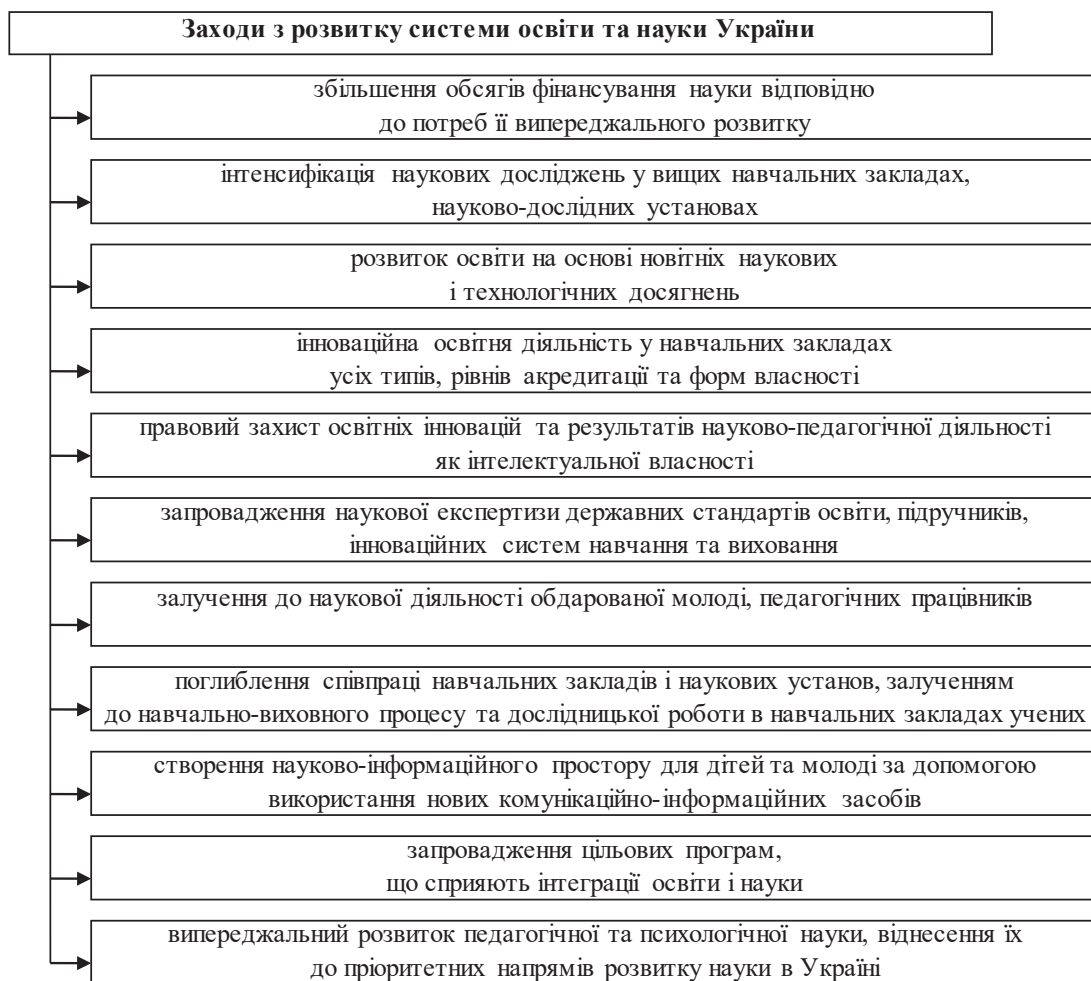 Заходи з розвитку системи освіти та науки України
збільшення обсягів фінансування науки відповідно
до потреб її випереджального розвитку
інтенсифікація наукових досліджень у вищих навчальних закладах,
науково-дослідних установах
розвиток освіти на основі новітніх наукових
і технологічних досягнень
інноваційна освітня діяльність у навчальних закладах
усіх типів, рівнів акредитації та форм власності
правовий захист освітніх інновацій та результатів науково-педагогічної діяльності
як інтелектуальної власності
запровадження наукової експертизи державних стандартів освіти, підручників,
інноваційних систем навчання та виховання
залучення до наукової діяльності обдарованої молоді, педагогічних працівників
поглиблення співпраці навчальних закладів і наукових установ, залученням
до навчально-виховного процесу та дослідницької роботи в навчальних закладах учених
створення науково-інформаційного простору для дітей та молоді за допомогою
використання нових комунікаційно-інформаційних засобів
запровадження цільових програм,
що сприяють інтеграції освіти і науки
випереджальний розвиток педагогічної та психологічної науки, віднесення їх
до пріоритетних напрямів розвитку науки в Україні